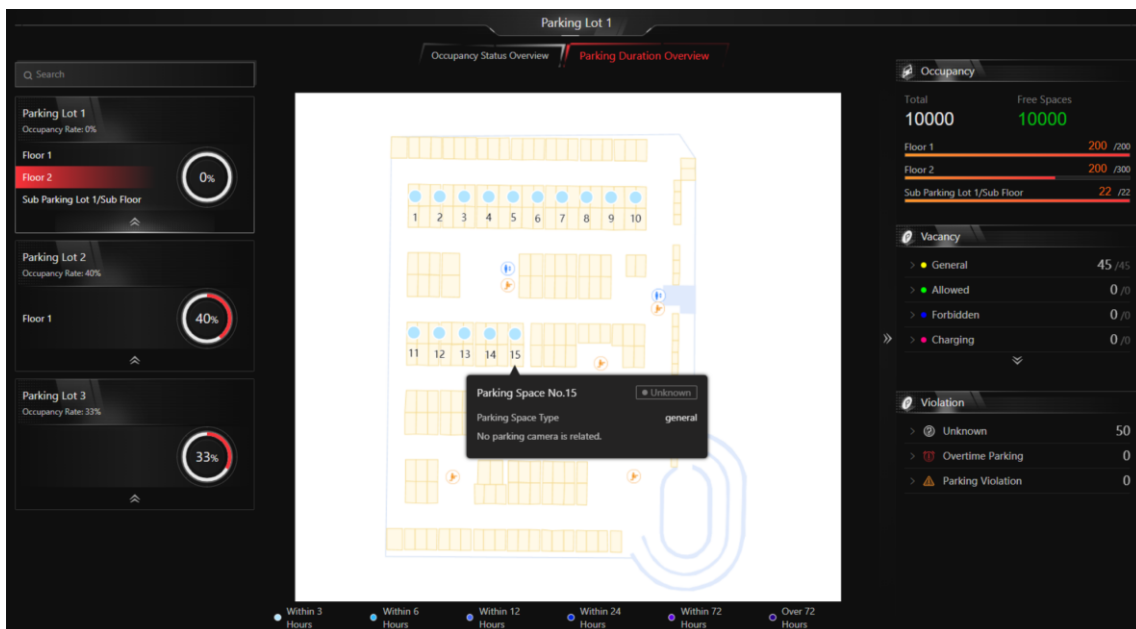 Parking Lot 1
Occupancy Status Overview
Parking Duration Overview
Search
Parking Lot 1
Occupancy Rate: 0%
Floor 1
Floor 2
Sub Parking Lot 1/Sub Floor
0%
Parking Lot 2
Occupancy Rate: 40%
Floor 1
40%
Parking Lot 3
Occupancy Rate: 33%
33%
1 2 3 4 5 6 7 8 9 10
11 12 13 14 15
Parking Space No.15
Unknown
Parking Space Type general
No parking camera is related.
Within 3 Hours
Within 6 Hours
Within 12 Hours
Within 24 Hours
Within 72 Hours
Over 72 Hours
Occupancy
Total Free Spaces
10000 10000
Floor 1 200 /200
Floor 2 200 /300
Sub Parking Lot 1/Sub Floor 22 /22
Vacancy
General 45 /45
Allowed 0 /0
Forbidden 0 /0
Charging 0 /0
Violation
Unknown 50
Overtime Parking 0
Parking Violation 0